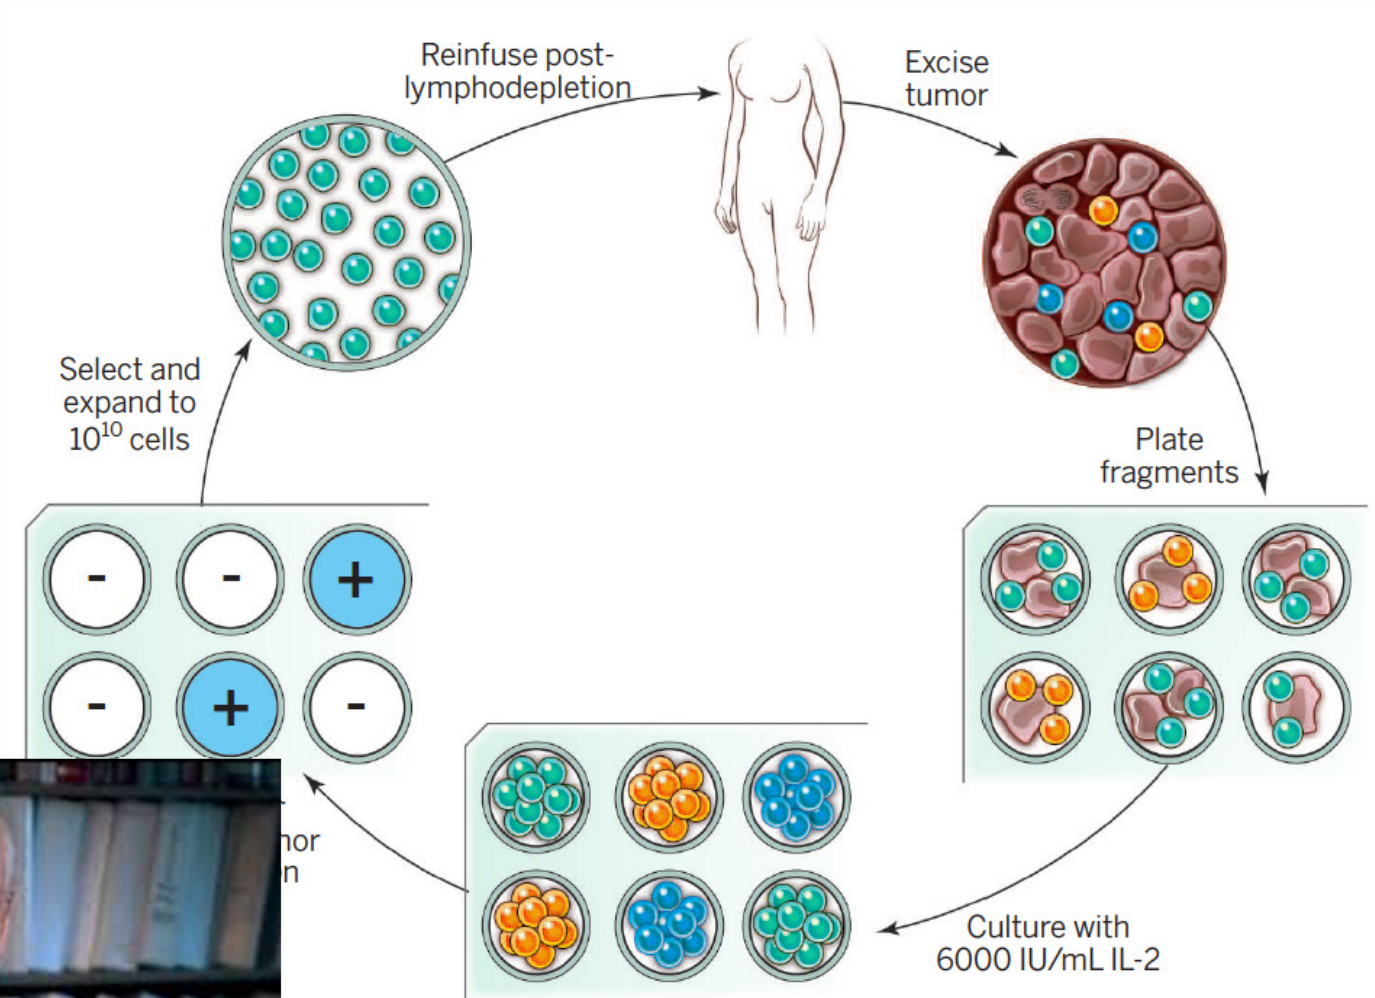 Reinfuse post-
lymphodepletion
Excise
tumor
Select and
expand to
10¹⁰ cells
Plate
fragments
- - +
- + -
Culture with
6000 IU/mL IL-2